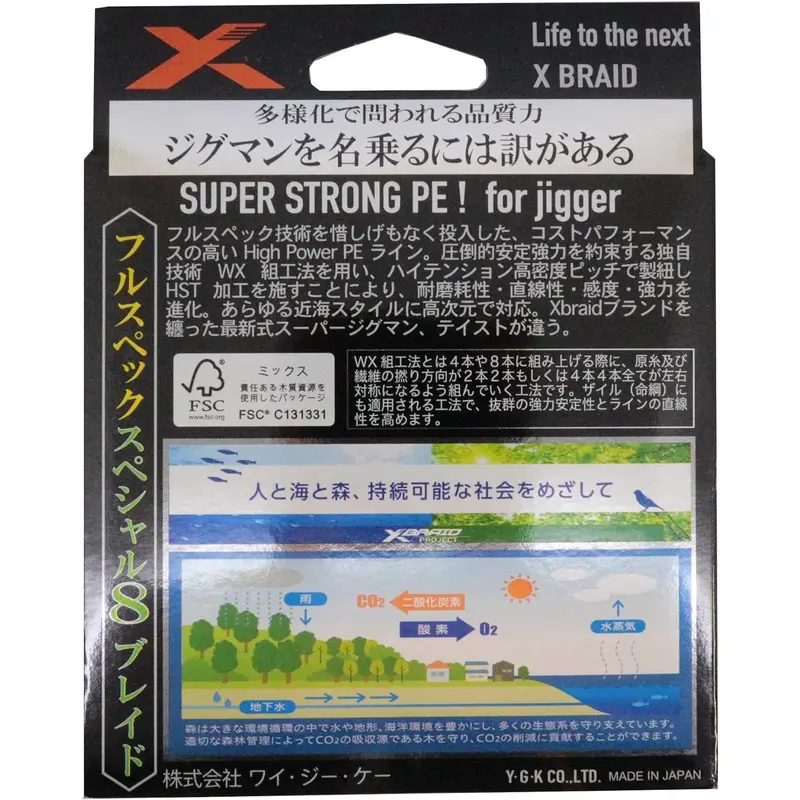 Life to the next
X BRAID
多様化で問われる品質力
ジグマンを名乗るには訳がある
SUPER STRONG PE! for jigger
フルスペックスペシャル8ブレイド
フルスペック技術を惜しげもなく投入した、コストパフォーマン
スの高い High Power PE ライン。圧倒的安定強力を約束する独自
技術 WX 組工法を用い、ハイテンション高密度ピッチで製紐し
HST 加工を施すことにより、耐磨耗性・直線性・感度・強力を
進化。あらゆる近海スタイルに高次元で対応。Xbraidブランドを
纏った最新式スーパージグマン、テイストが違う。
FSC
www.fsc.org
ミックス
責任ある木質資源を
使用したパッケージ
FSC® C131331
WX 組工法とは4本や8本に組み上げる際に、原糸及び
繊維の撚り方向が2本2本もしくは4本4本全てが左右
対称になるよう組んでいく工法です。ザイル（命綱）に
も適用される工法で、抜群の強力安定性とラインの直線
性を高めます。
人と海と森、持続可能な社会をめざして
XBRAID
PROJECT
雨
CO2
二酸化炭素
酸素
O2
水蒸気
地下水
森は大きな環境循環の中で水や地形、海洋環境を豊かにし、多くの生態系を守り支えています。
適切な森林管理によってCO2の吸収源である木を守り、CO2の削減に貢献することができます。
株式会社 ワイ・ジー・ケー
Y·G·K CO.,LTD. MADE IN JAPAN